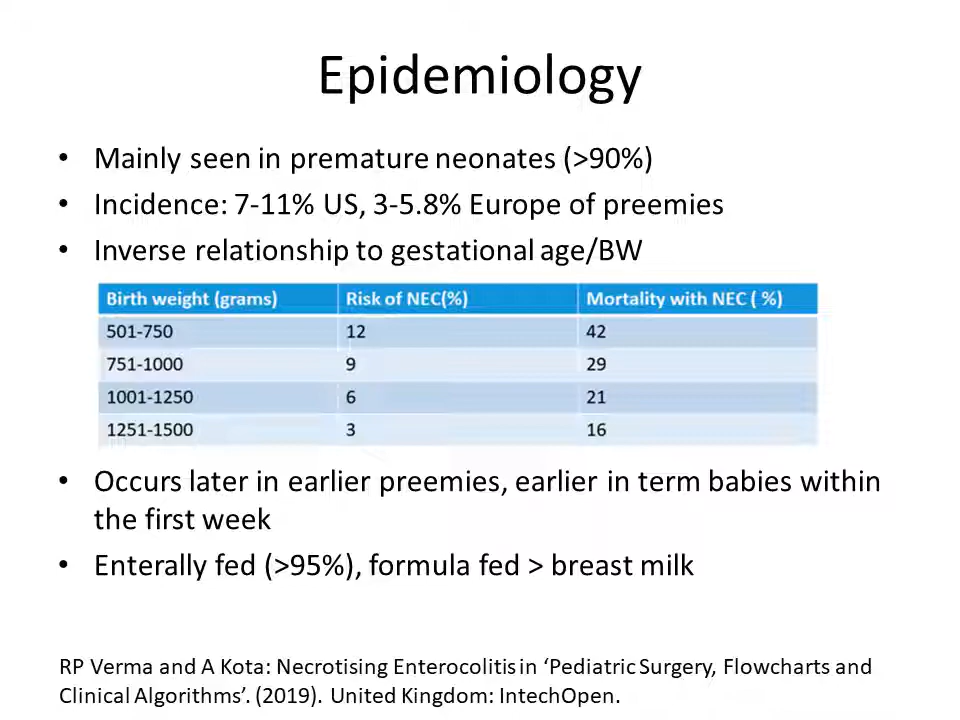 Epidemiology
• Mainly seen in premature neonates (>90%)
• Incidence: 7-11% US, 3-5.8% Europe of preemies
• Inverse relationship to gestational age/BW
Birth weight (grams) Risk of NEC(%) Mortality with NEC ( %)
501-750 12 42
751-1000 9 29
1001-1250 6 21
1251-1500 3 16
• Occurs later in earlier preemies, earlier in term babies within
the first week
• Enterally fed (>95%), formula fed > breast milk
RP Verma and A Kota: Necrotising Enterocolitis in ‘Pediatric Surgery, Flowcharts and
Clinical Algorithms’. (2019). United Kingdom: IntechOpen.